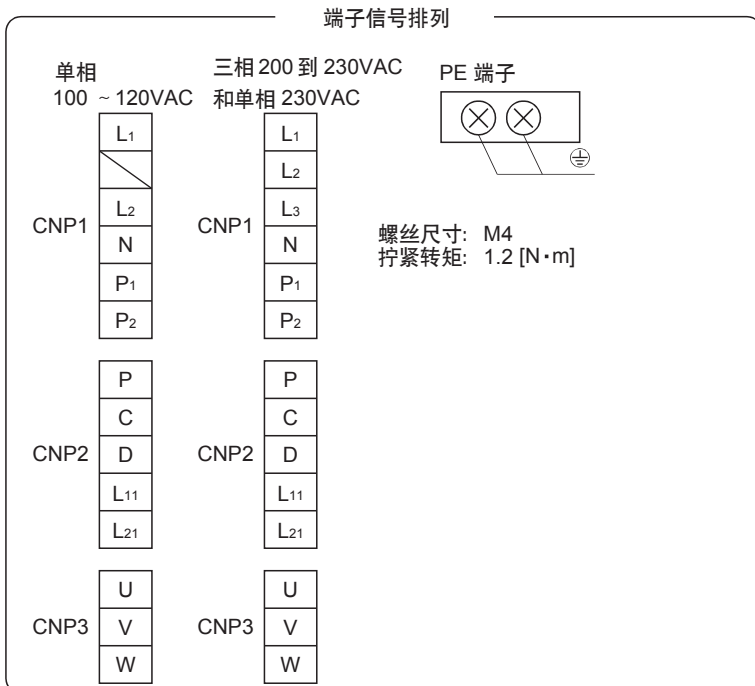 端子信号排列
单相
100 ~ 120VAC
三相 200 到 230VAC
和单相 230VAC
PE 端子
CNP1
L1
L2
N
P1
P2
CNP1
L1
L2
L3
N
P1
P2
螺丝尺寸: M4
拧紧转矩: 1.2 [N·m]
CNP2
P
C
D
L11
L21
CNP2
P
C
D
L11
L21
CNP3
U
V
W
CNP3
U
V
W